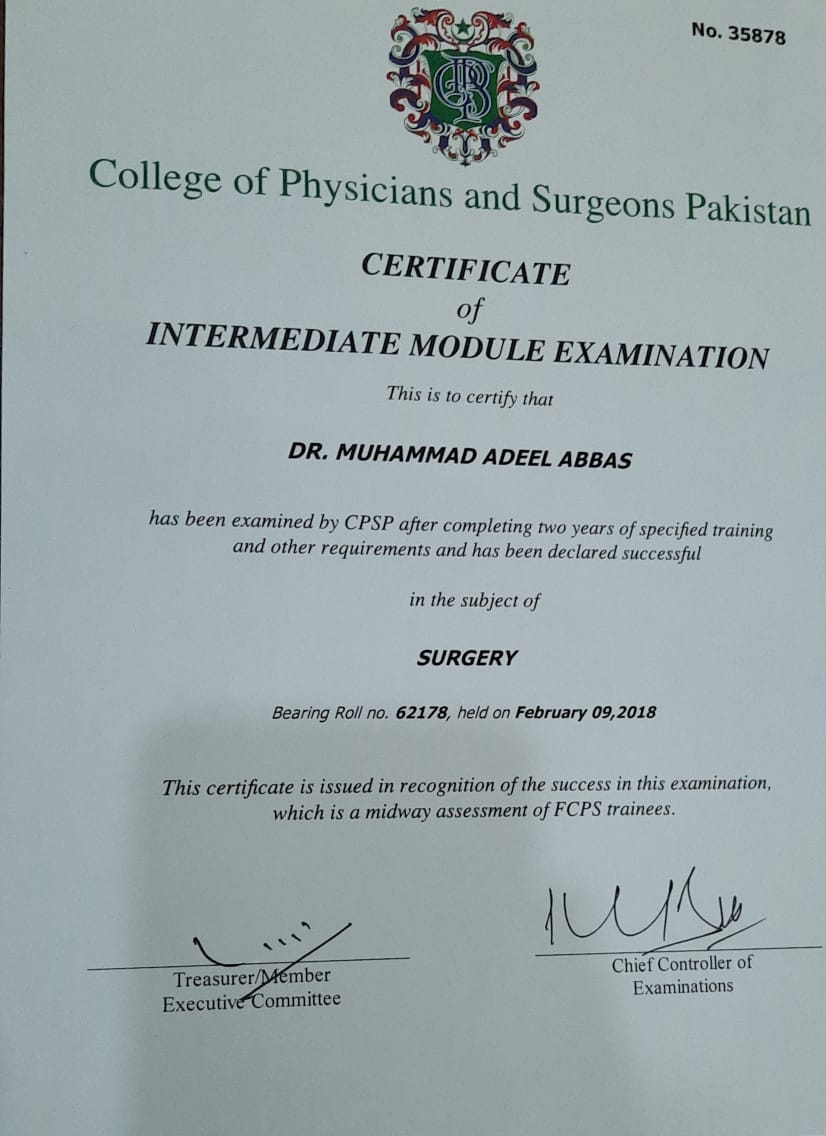 No. 35878
College of Physicians and Surgeons Pakistan
CERTIFICATE
of
INTERMEDIATE MODULE EXAMINATION
This is to certify that
DR. MUHAMMAD ADEEL ABBAS
has been examined by CPSP after completing two years of specified training
and other requirements and has been declared successful
in the subject of
SURGERY
Bearing Roll no. 62178, held on February 09,2018
This certificate is issued in recognition of the success in this examination,
which is a midway assessment of FCPS trainees.
Treasurer/Member
Executive Committee
Chief Controller of
Examinations